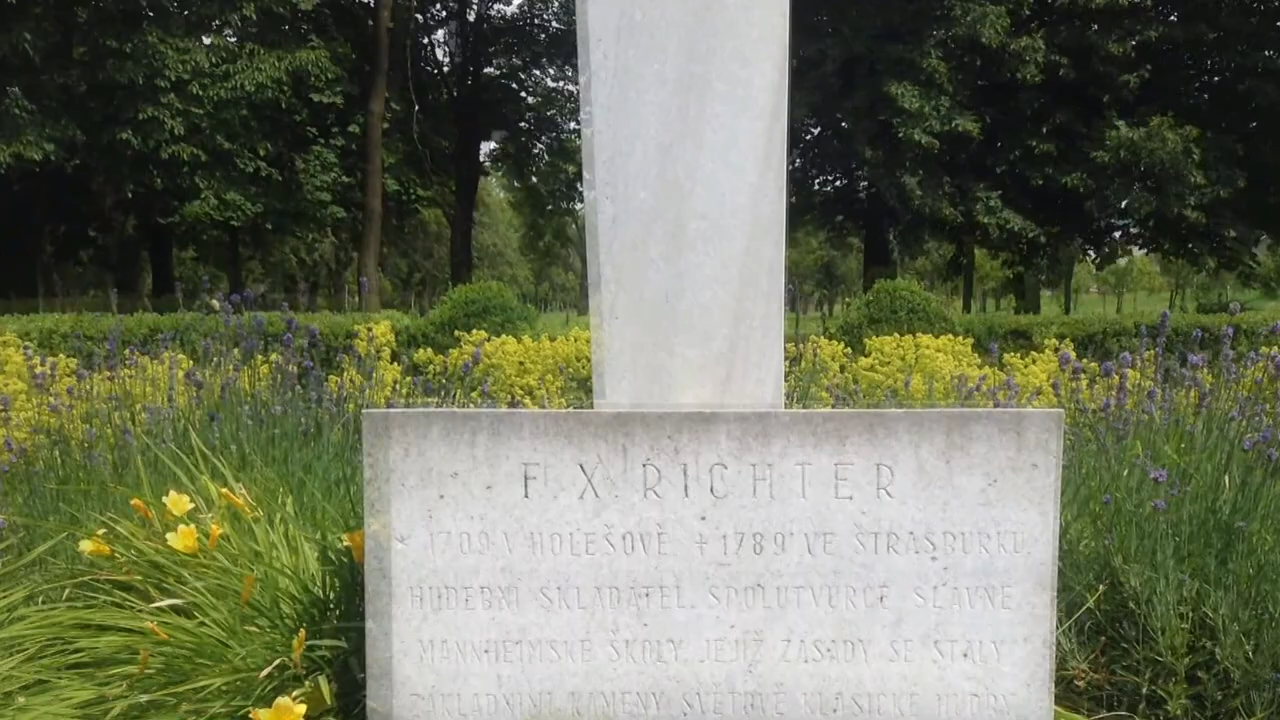 F. X. RICHTER
* 1709 V HOLEŠOVĚ + 1789 VE ŠTRASBURKU
HUDEBNÍ SKLADATEL SPOLUTVŮRCE SLAVNÉ
MANNHEIMSKÉ ŠKOLY JEJÍŽ ZÁSADY SE STALY
ZÁKLADNÍMI KAMENY SVĚTOVÉ KLASICKÉ HUDBY